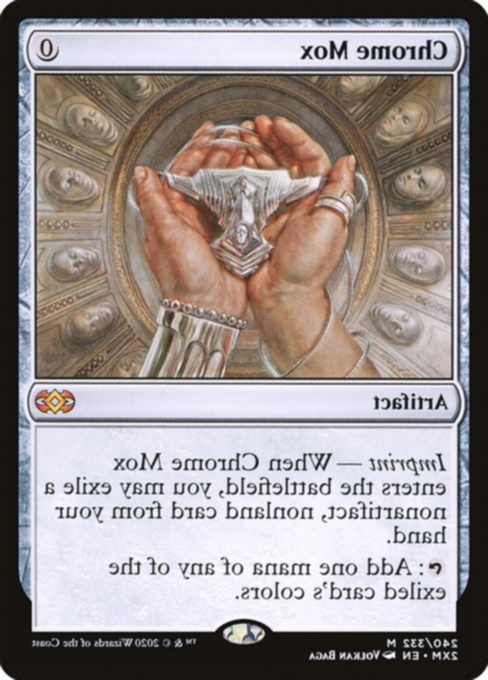 Chrome Mox 0
Artifact
Imprint — When Chrome Mox
enters the battlefield, you may exile a
nonartifact, nonland card from your
hand.
: Add one mana of any of the
exiled card's colors.
240/332 M
2XM • EN VOLKAN BAGA
™ & © 2020 Wizards of the Coast